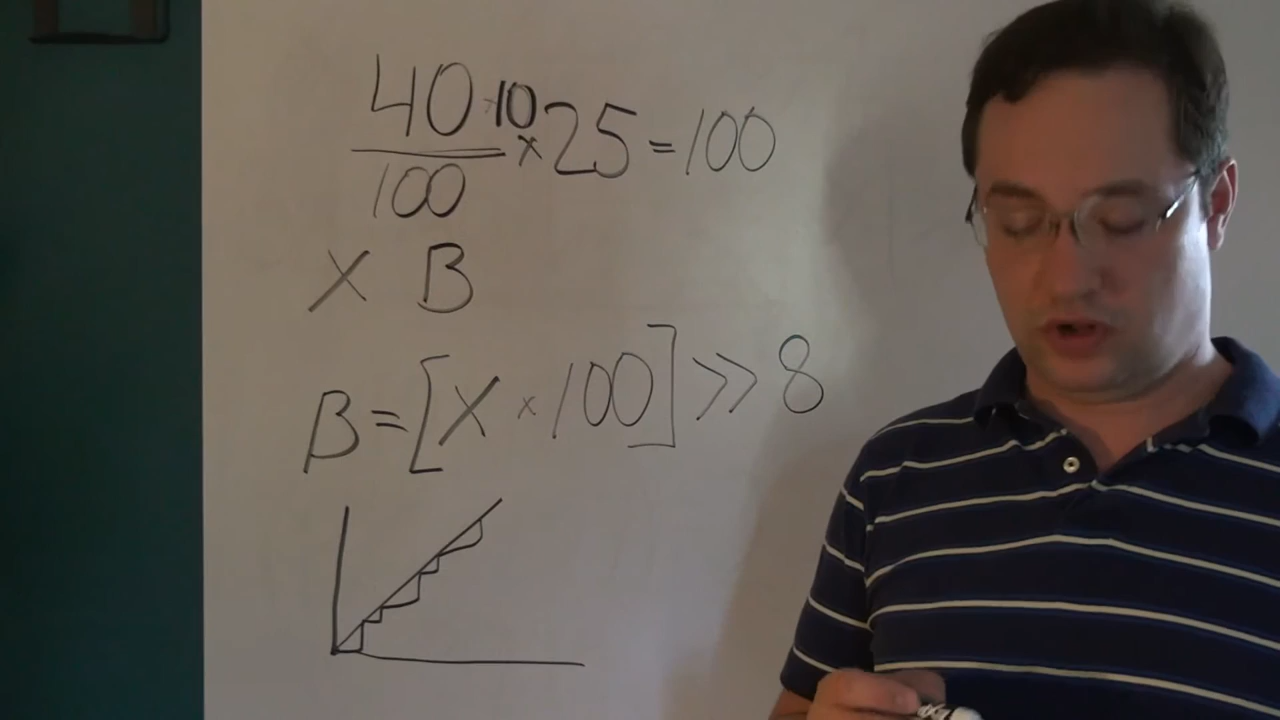 40 ×10
100 × 25 = 100
X B
B = [X × 100] >> 8